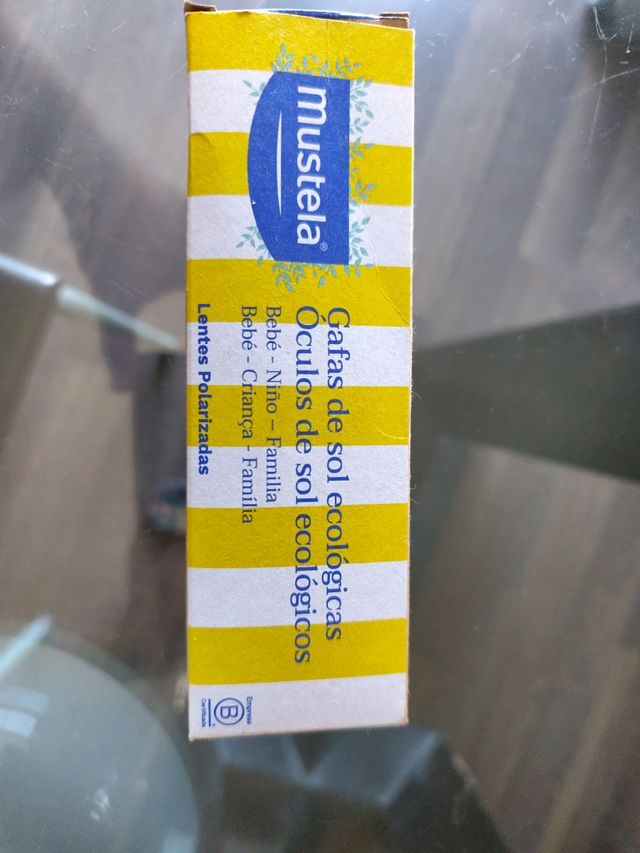 mustela®
Gafas de sol ecológicas
Óculos de sol ecológicos
Bebé - Niño – Familia
Bebé - Criança - Família
Lentes Polarizadas
Empresa
B
Certificada